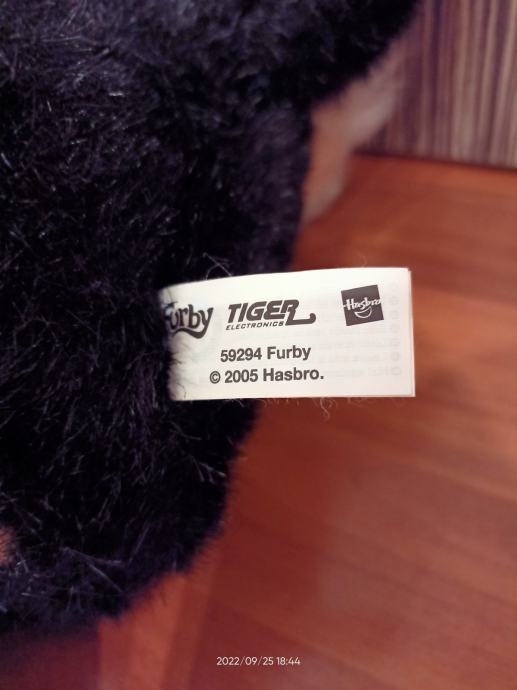 Furby TIGER ELECTRONICS Hasbro
59294 Furby
© 2005 Hasbro.
2022/09/25 18:44